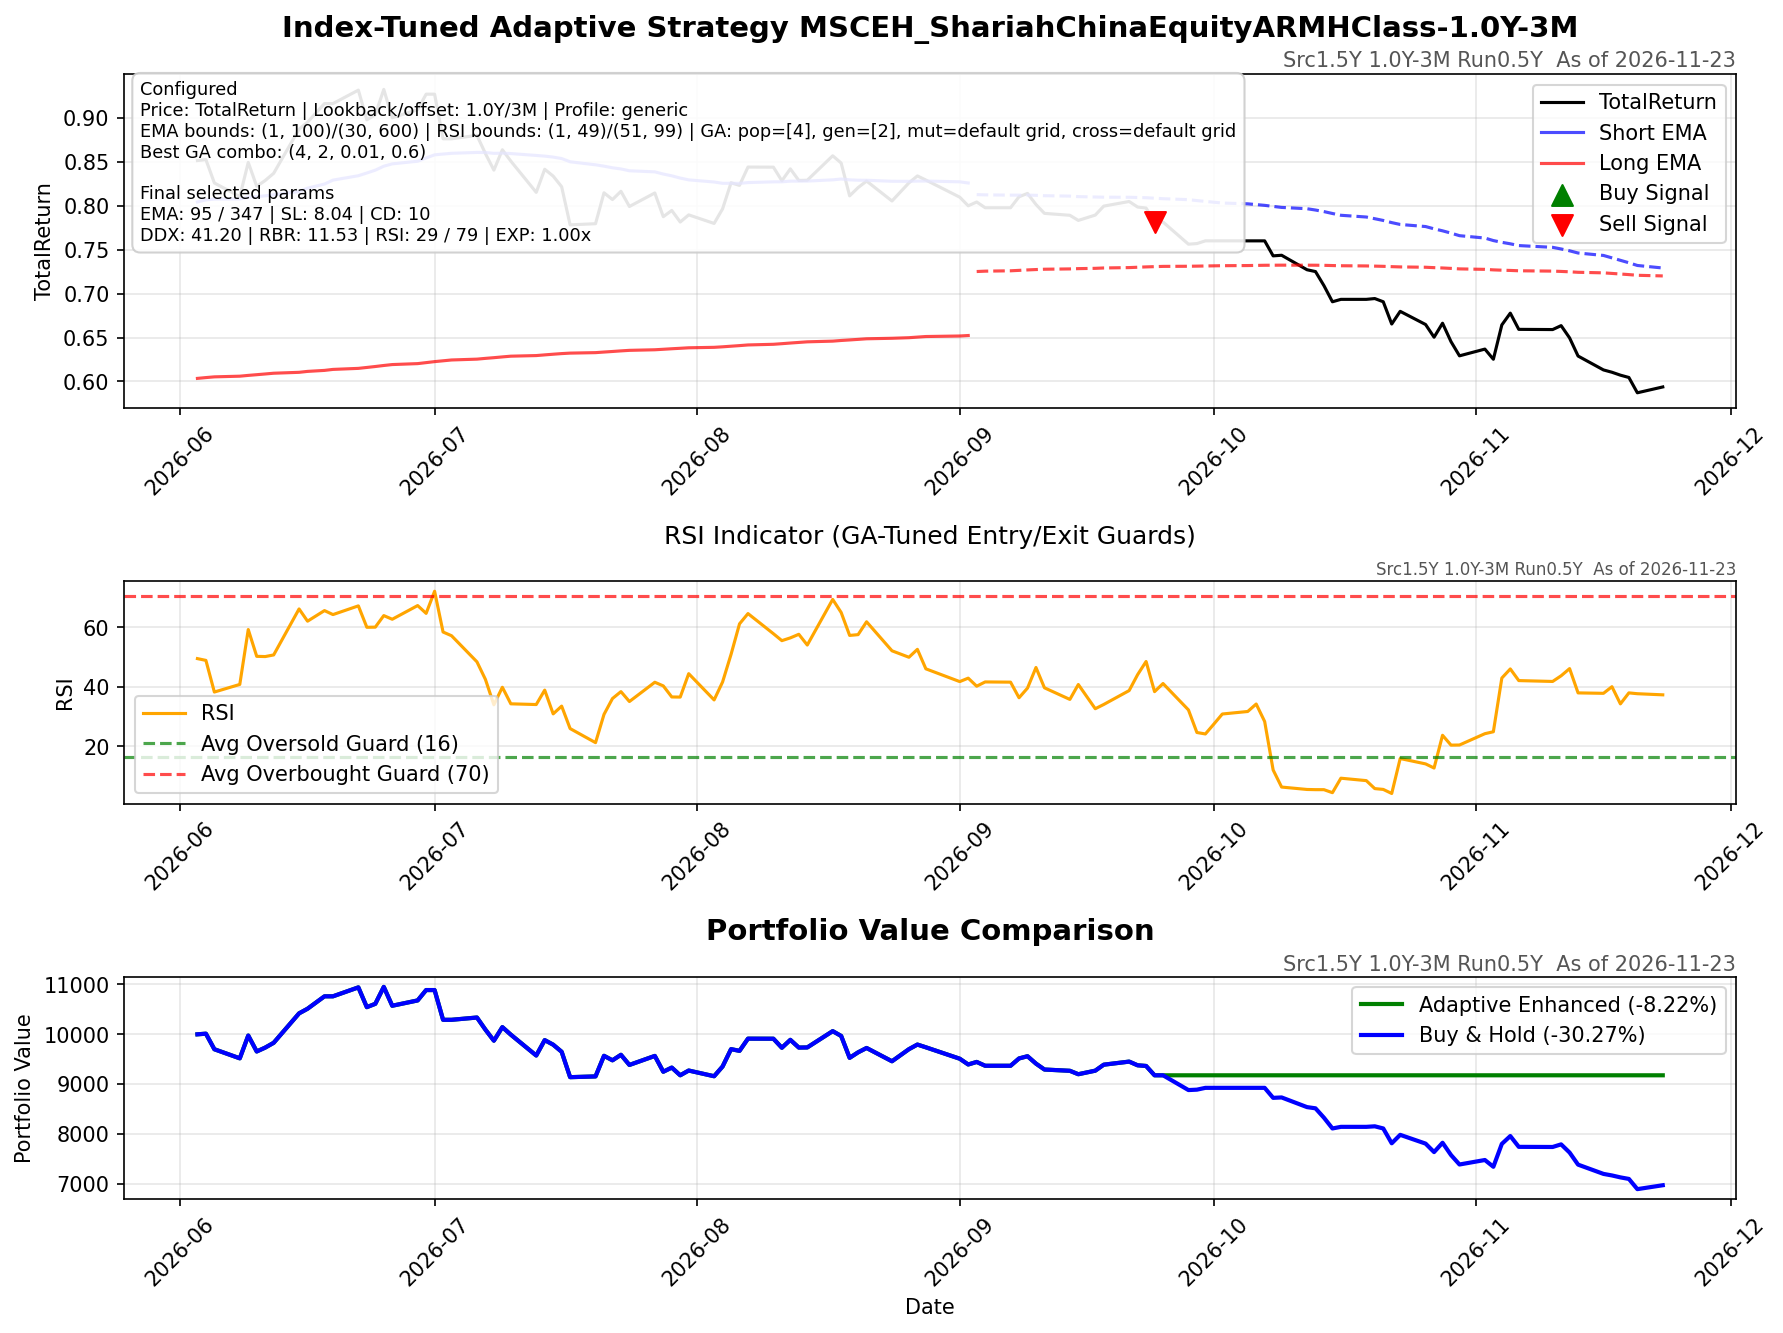 Index-Tuned Adaptive Strategy MSCEH_ShariahChinaEquityARMHClass-1.0Y-3M
Src1.5Y 1.0Y-3M Run0.5Y  As of 2026-11-23
Configured
Price: TotalReturn | Lookback/offset: 1.0Y/3M | Profile: generic
EMA bounds: (1, 100)/(30, 600) | RSI bounds: (1, 49)/(51, 99) | GA: pop=[4], gen=[2], mut=default grid, cross=default grid
Best GA combo: (4, 2, 0.01, 0.6)
Final selected params
EMA: 95 / 347 | SL: 8.04 | CD: 10
DDX: 41.20 | RBR: 11.53 | RSI: 29 / 79 | EXP: 1.00x
TotalReturn
Short EMA
Long EMA
Buy Signal
Sell Signal
TotalReturn
0.90
0.85
0.80
0.75
0.70
0.65
0.60
2026-06
2026-07
2026-08
2026-09
2026-10
2026-11
2026-12
RSI Indicator (GA-Tuned Entry/Exit Guards)
Src1.5Y 1.0Y-3M Run0.5Y  As of 2026-11-23
RSI
60
40
20
RSI
Avg Oversold Guard (16)
Avg Overbought Guard (70)
2026-06
2026-07
2026-08
2026-09
2026-10
2026-11
2026-12
Portfolio Value Comparison
Src1.5Y 1.0Y-3M Run0.5Y  As of 2026-11-23
Portfolio Value
11000
10000
9000
8000
7000
Adaptive Enhanced (-8.22%)
Buy & Hold (-30.27%)
2026-06
2026-07
2026-08
2026-09
2026-10
2026-11
2026-12
Date